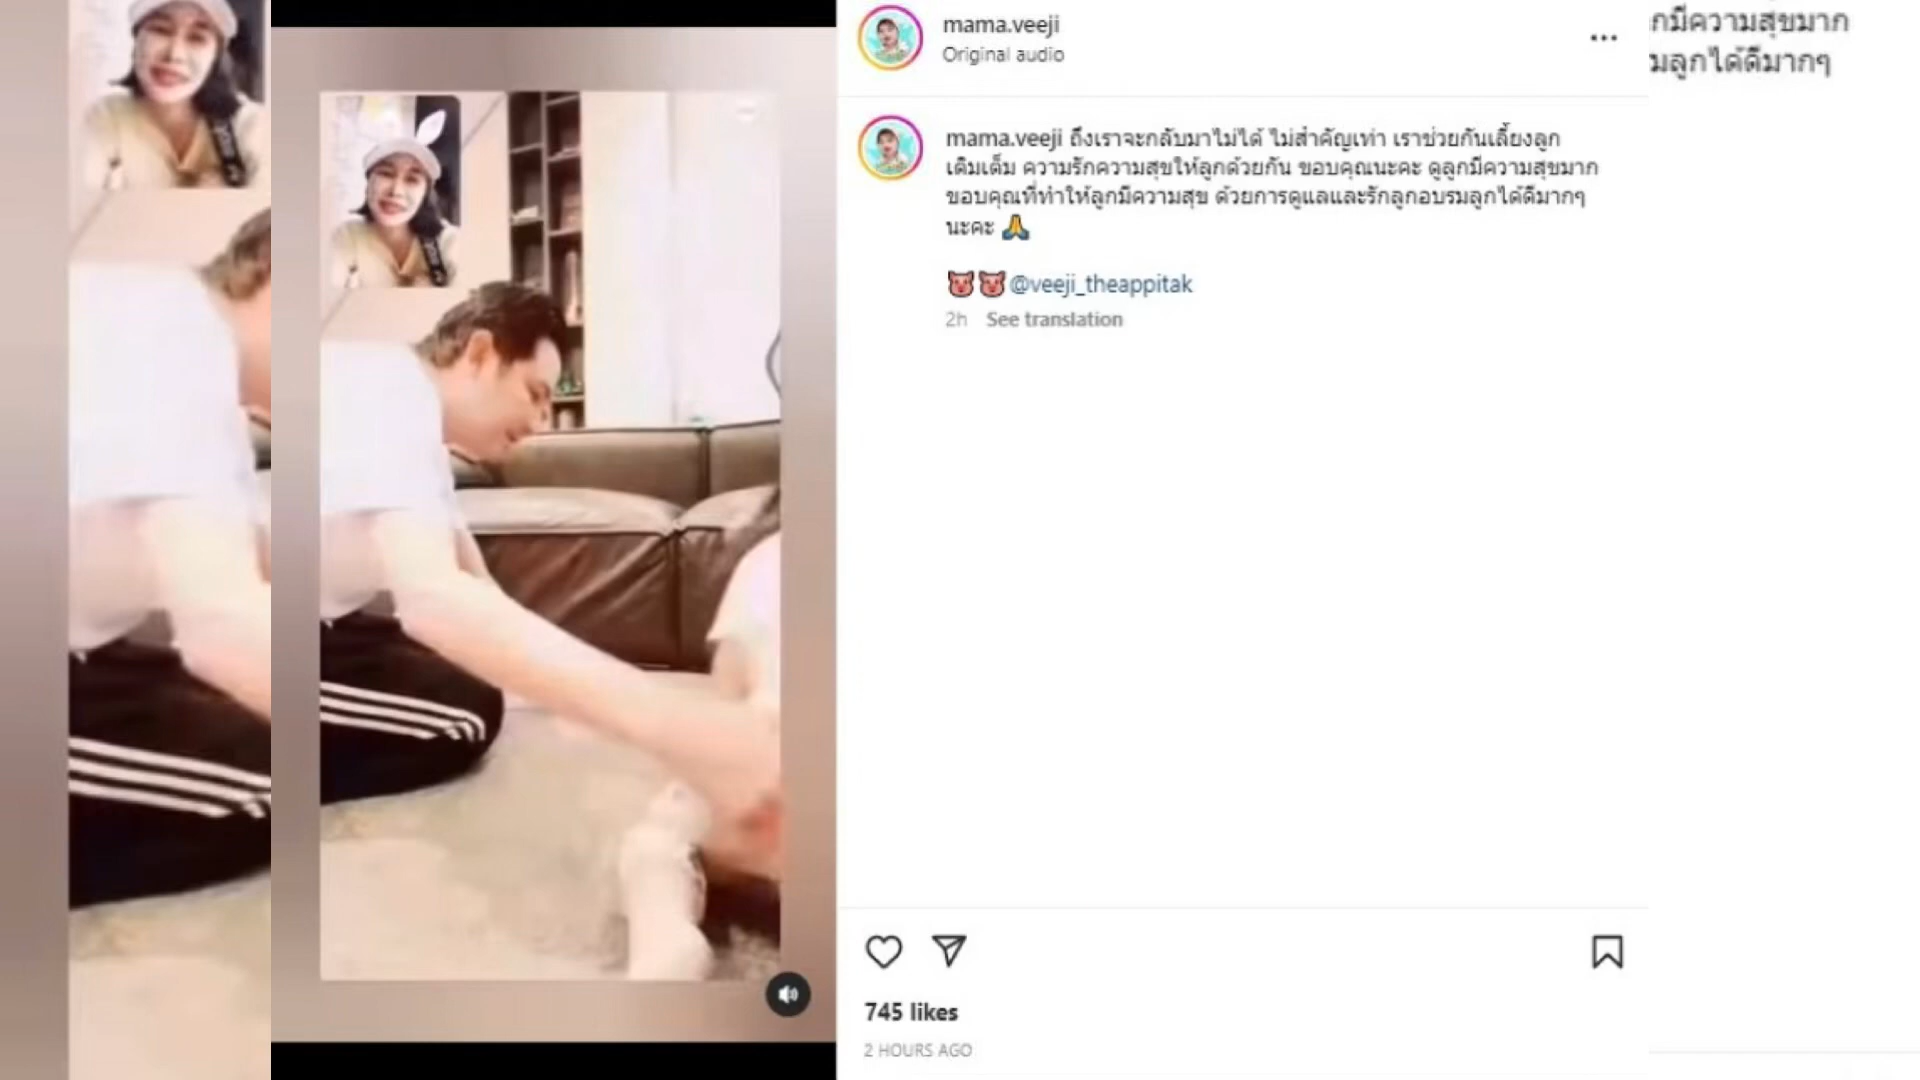 mama.veeji
Original audio
mama.veeji ถึงเราจะกลับมาไม่ได้ ไม่สำคัญเท่า เราช่วยกันเลี้ยงลูก
เติมเต็ม ความรักความสุขให้ลูกด้วยกัน ขอบคุณนะคะ ดูลูกมีความสุขมาก
ขอบคุณที่ทำให้ลูกมีความสุข ด้วยการดูแลและรักลูกอบรมลูกได้ดีมากๆ
นะคะ 🙏
🐷🐷@veeji_theappitak
2h See translation
745 likes
2 HOURS AGO
กมีความสุขมาก
มลูกได้ดีมากๆ